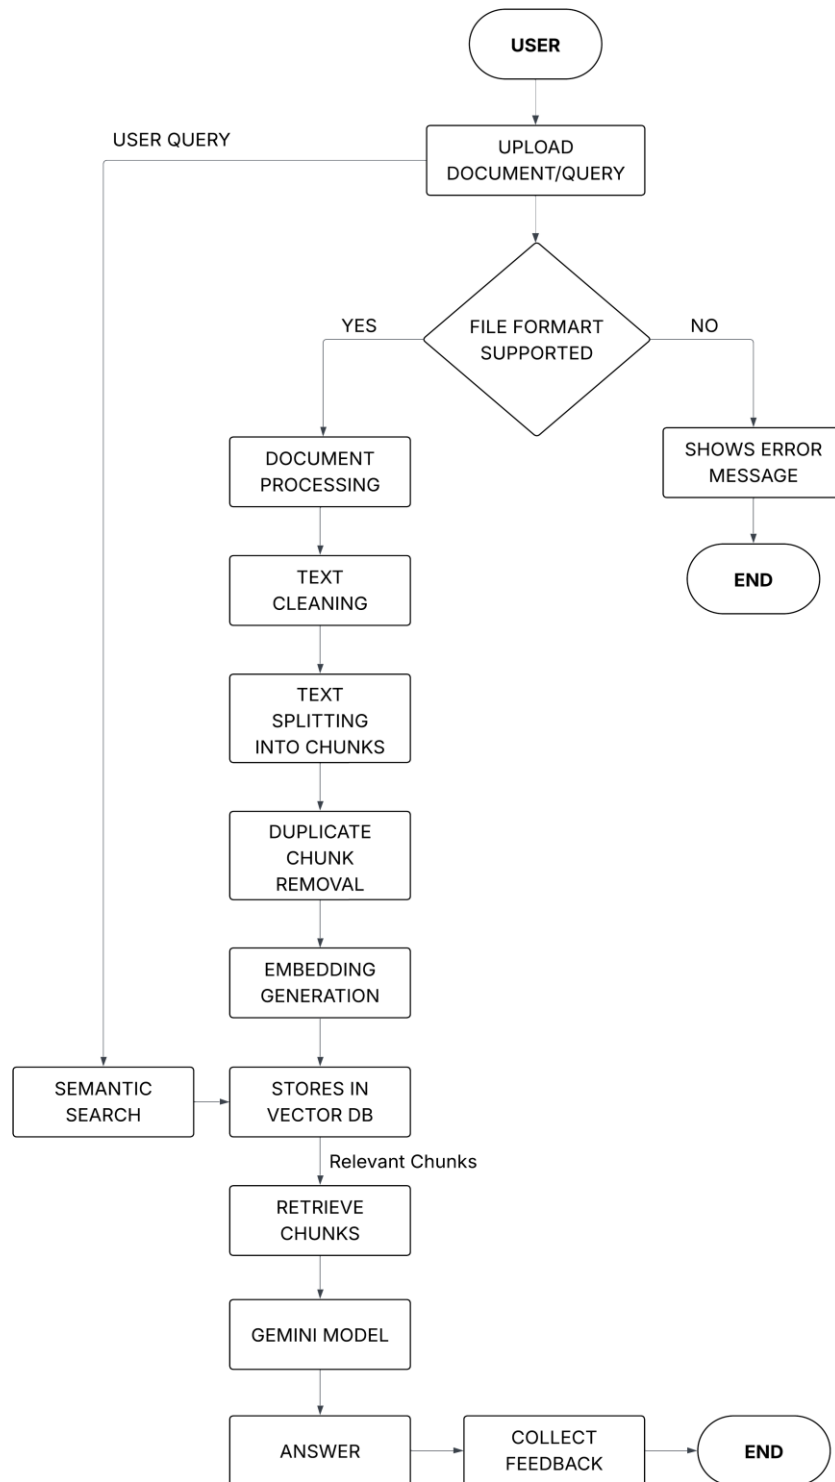 USER
USER QUERY
UPLOAD
DOCUMENT/QUERY
YES
FILE FORMART
SUPPORTED
NO
DOCUMENT
PROCESSING
SHOWS ERROR
MESSAGE
TEXT
CLEANING
END
TEXT
SPLITTING
INTO CHUNKS
DUPLICATE
CHUNK
REMOVAL
EMBEDDING
GENERATION
SEMANTIC
SEARCH
STORES IN
VECTOR DB
Relevant Chunks
RETRIEVE
CHUNKS
GEMINI MODEL
ANSWER
COLLECT
FEEDBACK
END